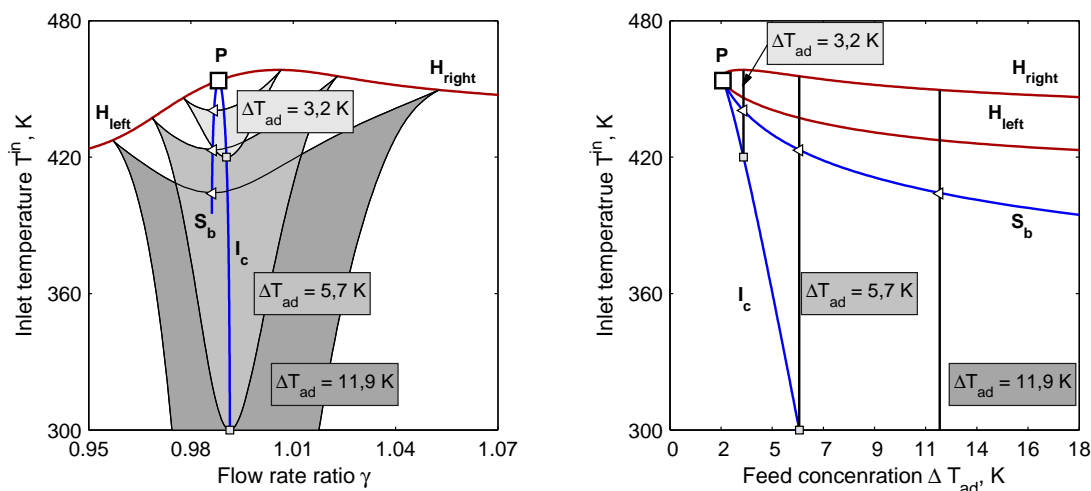 480
420
360
300
0.95
0.98
1.01
1.04
1.07
Inlet temperature T^in, K
Flow rate ratio γ
P
H_left
H_right
S_b
I_c
ΔT_ad = 3,2 K
ΔT_ad = 5,7 K
ΔT_ad = 11,9 K
480
420
360
300
0
2
5
7
9
11
14
16
18
Inlet temperatrue T^in, K
Feed concenration Δ T_ad, K
P
ΔT_ad = 3,2 K
H_right
H_left
S_b
I_c
ΔT_ad = 5,7 K
ΔT_ad = 11,9 K